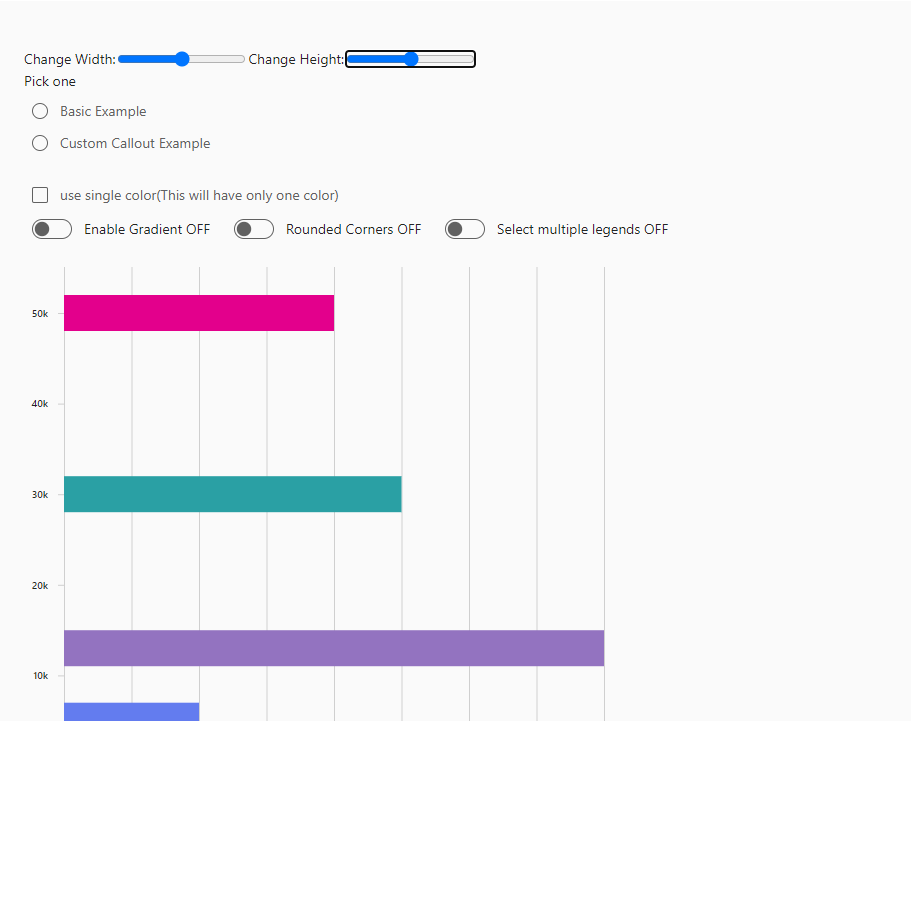 Change Width: Change Height:
Pick one
Basic Example
Custom Callout Example
use single color(This will have only one color)
Enable Gradient OFF Rounded Corners OFF Select multiple legends OFF
50k
40k
30k
20k
10k